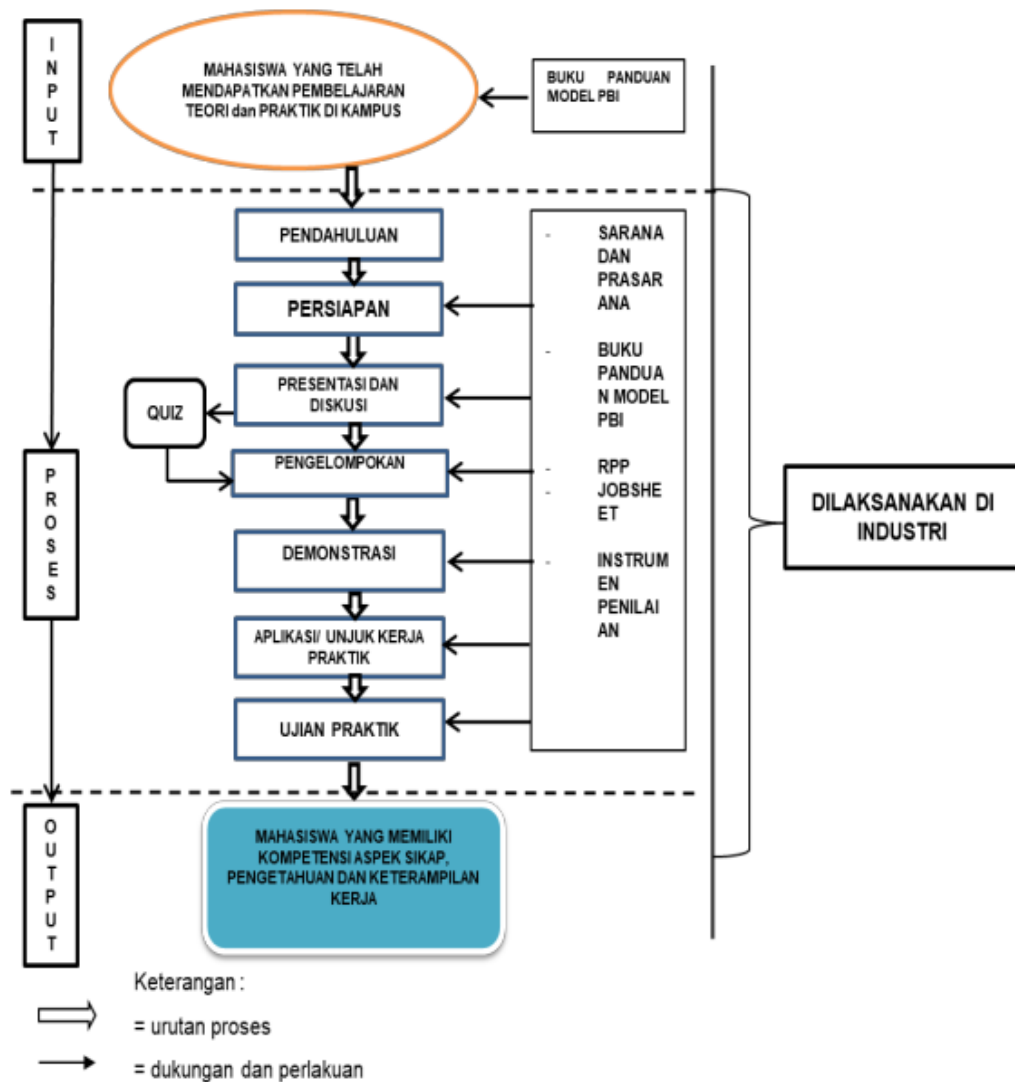 INPUT
MAHASISWA YANG TELAH
MENDAPATKAN PEMBELAJARAN
TEORI dan PRAKTIK DI KAMPUS
BUKU PANDUAN
MODEL PBI
PENDAHULUAN
PERSIAPAN
PRESENTASI DAN
DISKUSI
QUIZ
PENGELOMPOKAN
DEMONSTRASI
APLIKASI/ UNJUK KERJA
PRAKTIK
UJIAN PRAKTIK
PROSES
- SARANA
DAN
PRASAR
ANA
- BUKU
PANDUA
N MODEL
PBI
- RPP
- JOBSHE
ET
- INSTRUM
EN
PENILAI
AN
DILAKSANAKAN DI
INDUSTRI
OUTPUT
MAHASISWA YANG MEMILIKI
KOMPETENSI ASPEK SIKAP,
PENGETAHUAN DAN KETERAMPILAN
KERJA
Keterangan :
= urutan proses
= dukungan dan perlakuan